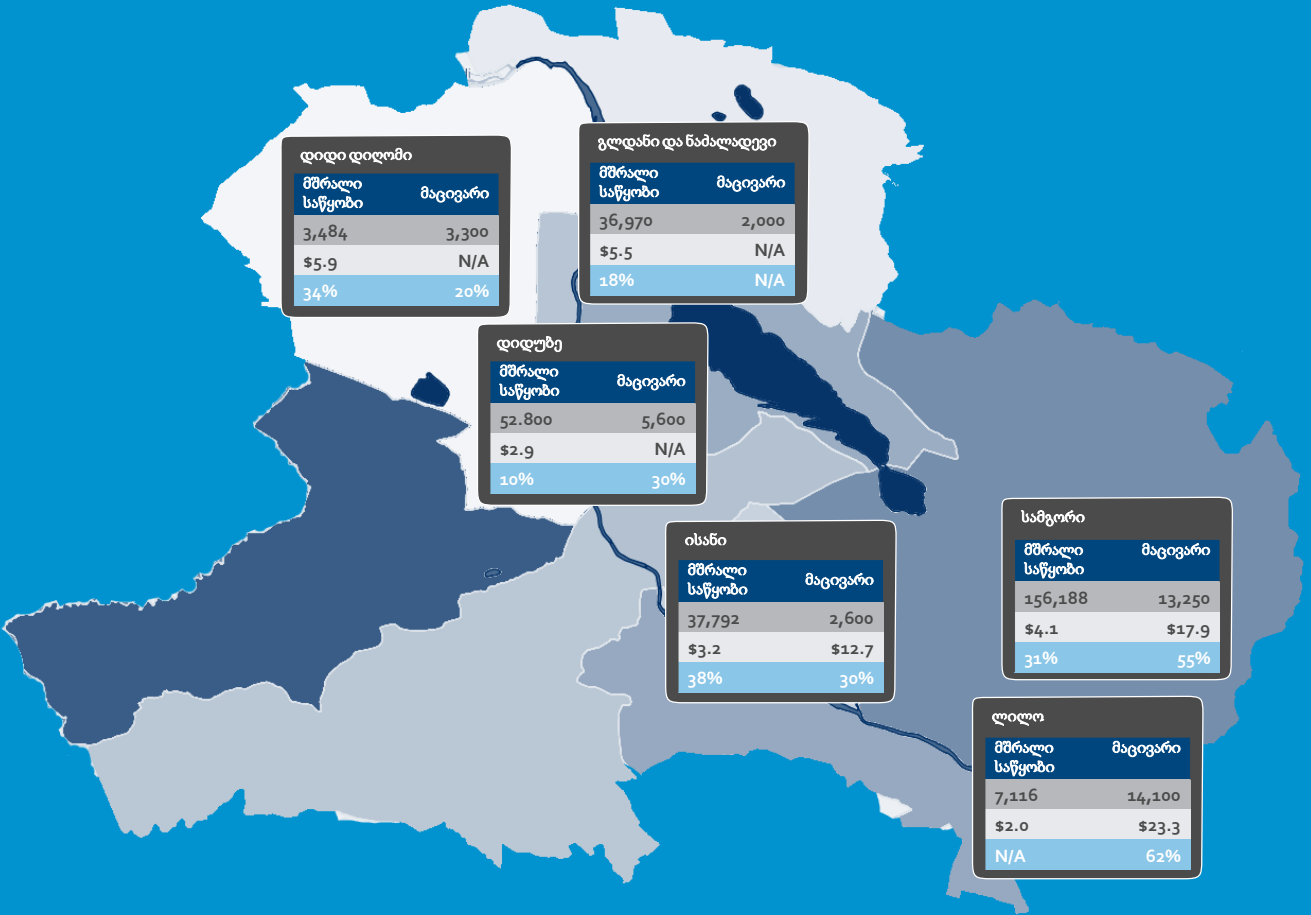 დიდი დიღომი
მშრალი საწყობი მაცივარი
3,484 3,300
$5.9 N/A
34% 20%
გლდანი და ნაძალადევი
მშრალი საწყობი მაცივარი
36,970 2,000
$5.5 N/A
18% N/A
დიდუბე
მშრალი საწყობი მაცივარი
52.800 5,600
$2.9 N/A
10% 30%
ისანი
მშრალი საწყობი მაცივარი
37,792 2,600
$3.2 $12.7
38% 30%
სამგორი
მშრალი საწყობი მაცივარი
156,188 13,250
$4.1 $17.9
31% 55%
ლილო
მშრალი საწყობი მაცივარი
7,116 14,100
$2.0 $23.3
N/A 62%